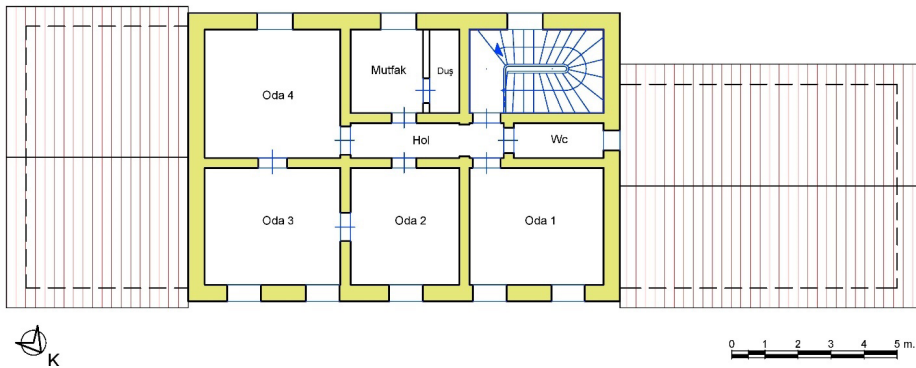 Oda 4
Mutfak
Duş
Hol
Wc
Oda 3
Oda 2
Oda 1
K
0 1 2 3 4 5 m.